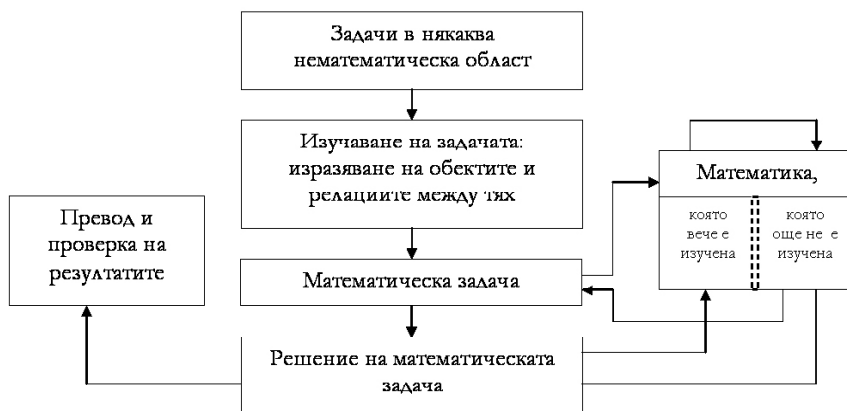 Задачи в някаква
нематематическа област
Изучаване на задачата:
изразяване на обектите и
релациите между тях
Математика,
която
вече е
изучена
която
още не е
изучена
Превод и
проверка на
резултатите
Математическа задача
Решение на математическата
задача